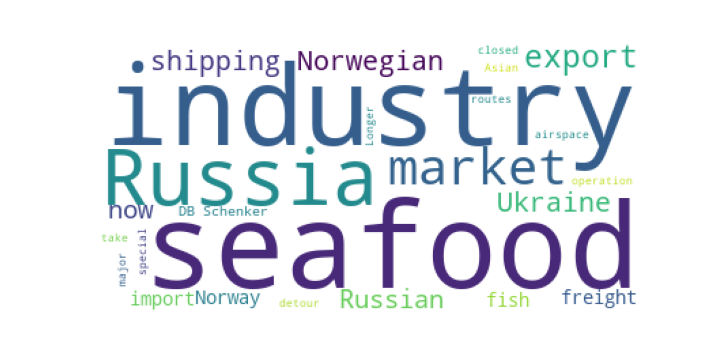 closed
shipping Norwegian export
Asian
industry
routes
Longer
airspace
Russia market
operation
Ukraine
now DB Schenker
seafood
take
special
major
import Norway detour Russian fish freight